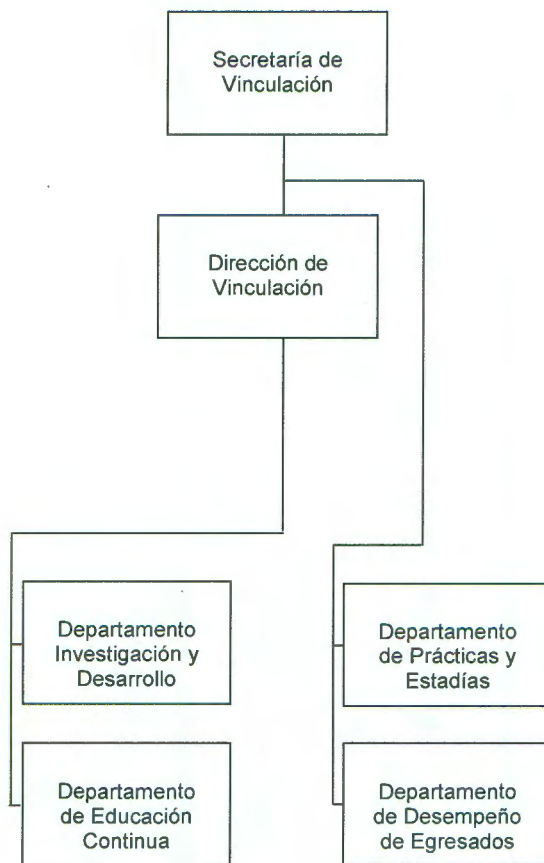 Secretaría de
Vinculación
Dirección de
Vinculación
Departamento
Investigación y
Desarrollo
Departamento
de Prácticas y
Estadías
Departamento
de Educación
Continua
Departamento
de Desempeño
de Egresados